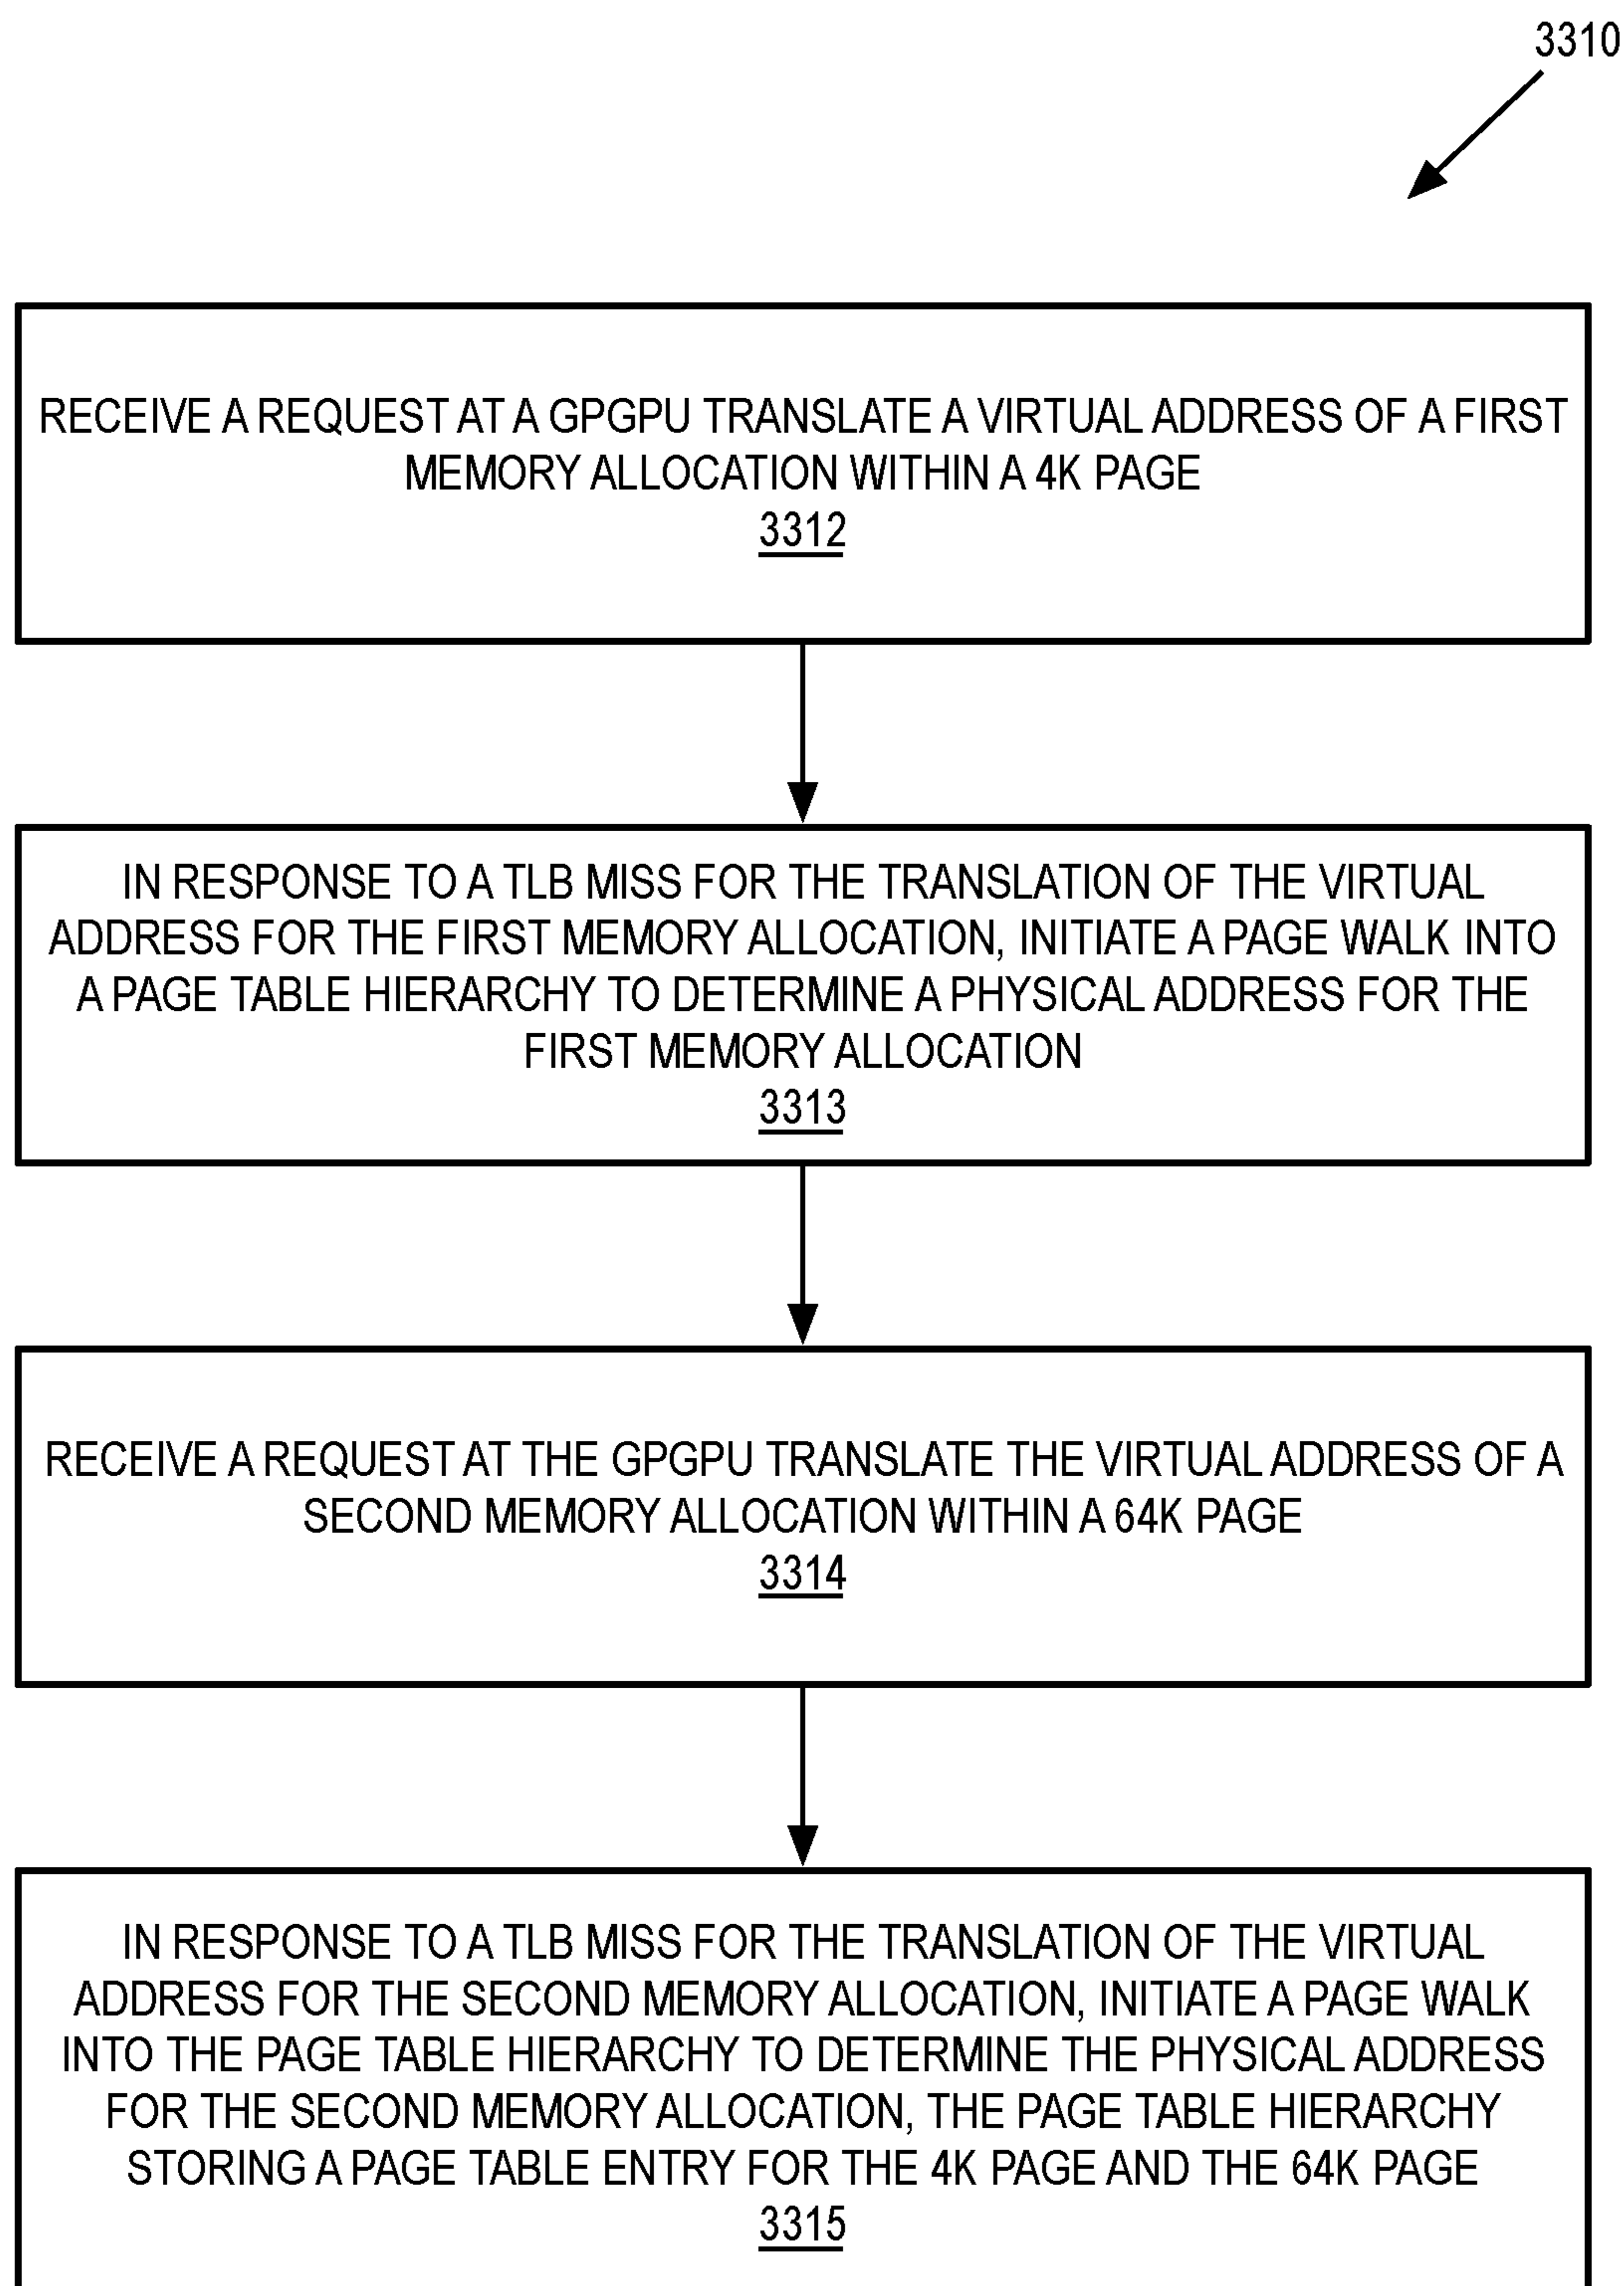 3310
RECEIVE A REQUEST AT A GPGPU TRANSLATE A VIRTUAL ADDRESS OF A FIRST
MEMORY ALLOCATION WITHIN A 4K PAGE
3312
IN RESPONSE TO A TLB MISS FOR THE TRANSLATION OF THE VIRTUAL
ADDRESS FOR THE FIRST MEMORY ALLOCATION, INITIATE A PAGE WALK INTO
A PAGE TABLE HIERARCHY TO DETERMINE A PHYSICAL ADDRESS FOR THE
FIRST MEMORY ALLOCATION
3313
RECEIVE A REQUEST AT THE GPGPU TRANSLATE THE VIRTUAL ADDRESS OF A
SECOND MEMORY ALLOCATION WITHIN A 64K PAGE
3314
IN RESPONSE TO A TLB MISS FOR THE TRANSLATION OF THE VIRTUAL
ADDRESS FOR THE SECOND MEMORY ALLOCATION, INITIATE A PAGE WALK
INTO THE PAGE TABLE HIERARCHY TO DETERMINE THE PHYSICAL ADDRESS
FOR THE SECOND MEMORY ALLOCATION, THE PAGE TABLE HIERARCHY
STORING A PAGE TABLE ENTRY FOR THE 4K PAGE AND THE 64K PAGE
3315